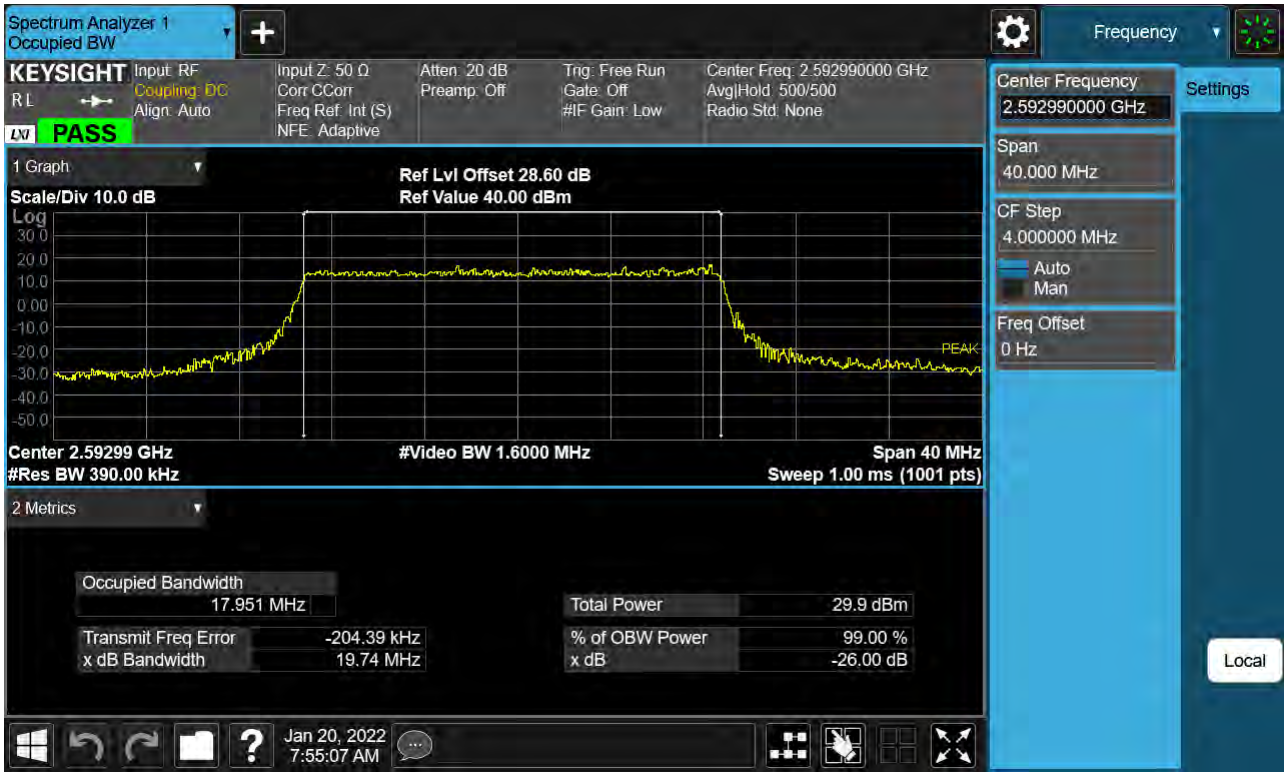 Spectrum Analyzer 1
Occupied BW
Frequency
KEYSIGHT
R L
LXI
PASS
Input: RF
Coupling: DC
Align: Auto
Input Z: 50 Ω
Corr CCorr
Freq Ref: Int (S)
NFE: Adaptive
Atten: 20 dB
Preamp: Off
Trig: Free Run
Gate: Off
#IF Gain: Low
Center Freq: 2.592990000 GHz
Avg|Hold: 500/500
Radio Std: None
Center Frequency
2.592990000 GHz
Settings
Span
40.000 MHz
CF Step
4.000000 MHz
Auto
Man
Freq Offset
0 Hz
1 Graph
Scale/Div 10.0 dB
Ref Lvl Offset 28.60 dB
Ref Value 40.00 dBm
Log
30.0
20.0
10.0
0.00
-10.0
-20.0
-30.0
-40.0
-50.0
PEAK
Center 2.59299 GHz
#Video BW 1.6000 MHz
Span 40 MHz
#Res BW 390.00 kHz
Sweep 1.00 ms (1001 pts)
2 Metrics
Occupied Bandwidth
17.951 MHz
Total Power 29.9 dBm
Transmit Freq Error -204.39 kHz
% of OBW Power 99.00 %
x dB Bandwidth 19.74 MHz
x dB -26.00 dB
Local
?
Jan 20, 2022
7:55:07 AM